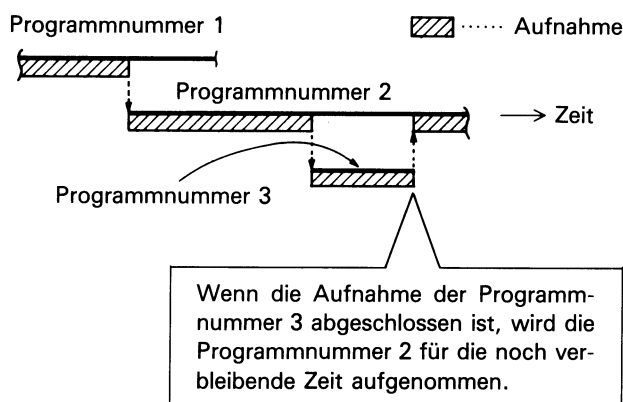 Programmnummer 1
······ Aufnahme
Programmnummer 2
→ Zeit
Programmnummer 3
Wenn die Aufnahme der Programm-
nummer 3 abgeschlossen ist, wird die
Programmnummer 2 für die noch ver-
bleibende Zeit aufgenommen.